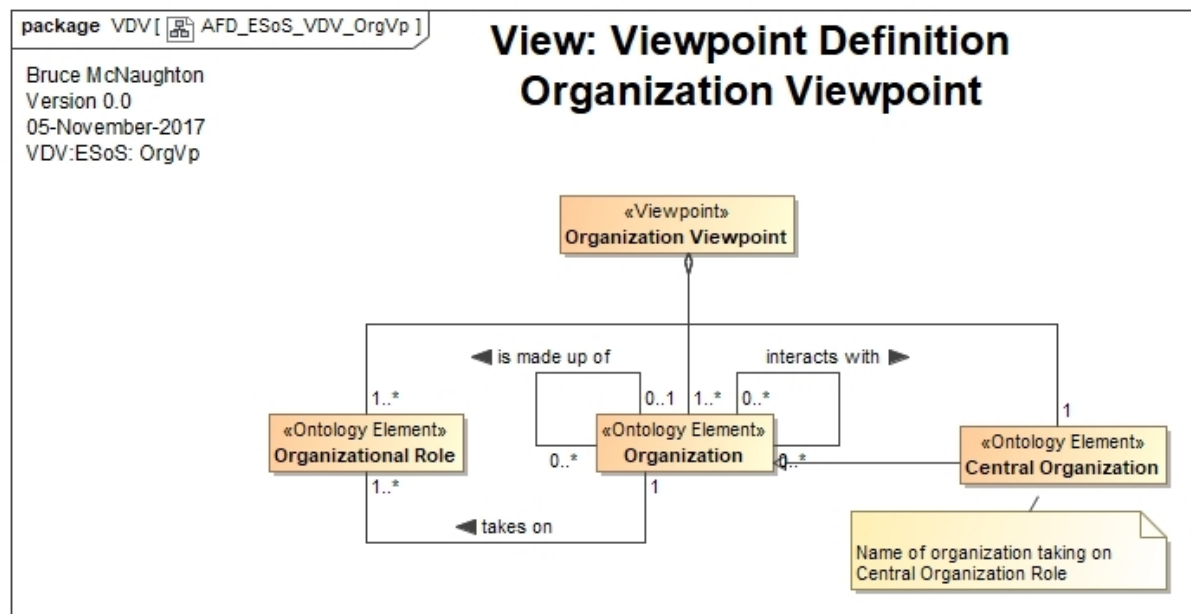 package VDV [ AFD_ESoS_VDV_OrgVp ]
View: Viewpoint Definition
Organization Viewpoint
Bruce McNaughton
Version 0.0
05-November-2017
VDV:ESoS: OrgVp
«Viewpoint»
Organization Viewpoint
is made up of
interacts with
1..*
0..1
1..*
0..*
1
«Ontology Element»
Organizational Role
«Ontology Element»
Organization
«Ontology Element»
Central Organization
0..*
0..*
1..*
1
takes on
Name of organization taking on
Central Organization Role